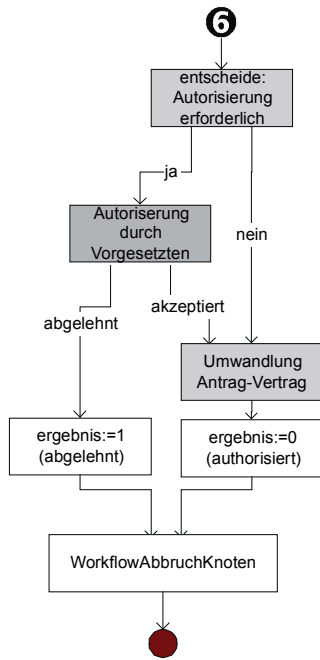 6
entscheide:
Autorisierung
erforderlich
ja
nein
Autoriserung
durch
Vorgesetzten
akzeptiert
abgelehnt
Umwandlung
Antrag-Vertrag
ergebnis:=1
(abgelehnt)
ergebnis:=0
(authorisiert)
WorkflowAbbruchKnoten